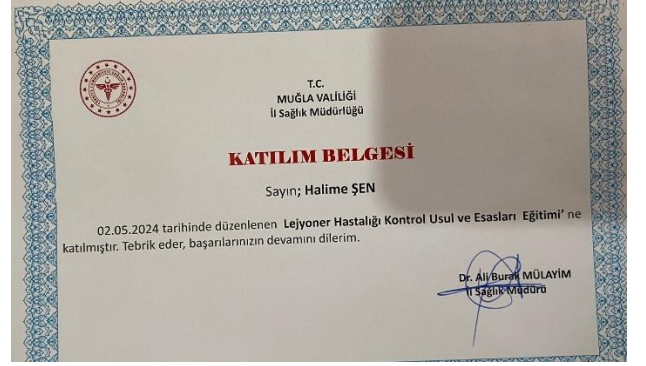 T.C.
MUĞLA VALİLİĞİ
İl Sağlık Müdürlüğü
KATILIM BELGESİ
Sayın; Halime ŞEN
02.05.2024 tarihinde düzenlenen Lejyoner Hastalığı Kontrol Usul ve Esasları Eğitimi’ ne
katılmıştır. Tebrik eder, başarılarınızın devamını dilerim.
Dr. Ali Burak MÜLAYİM
İl Sağlık Müdürü